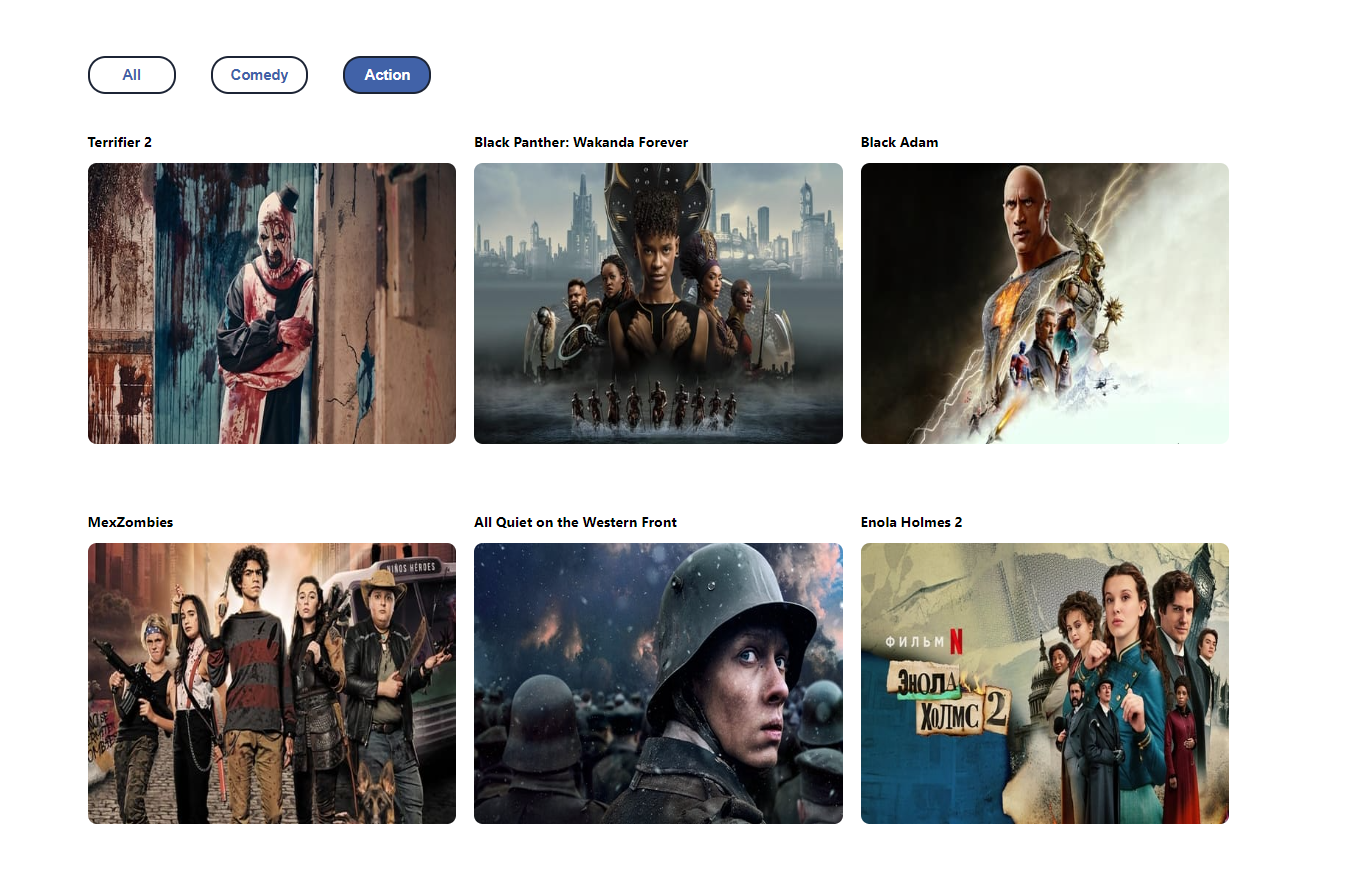 All
Comedy
Action
Terrifier 2
Black Panther: Wakanda Forever
Black Adam
MexZombies
All Quiet on the Western Front
Enola Holmes 2
NIÑOS HÉROES
ФИЛЬМ N
ЭНОЛА
ХОЛМС 2